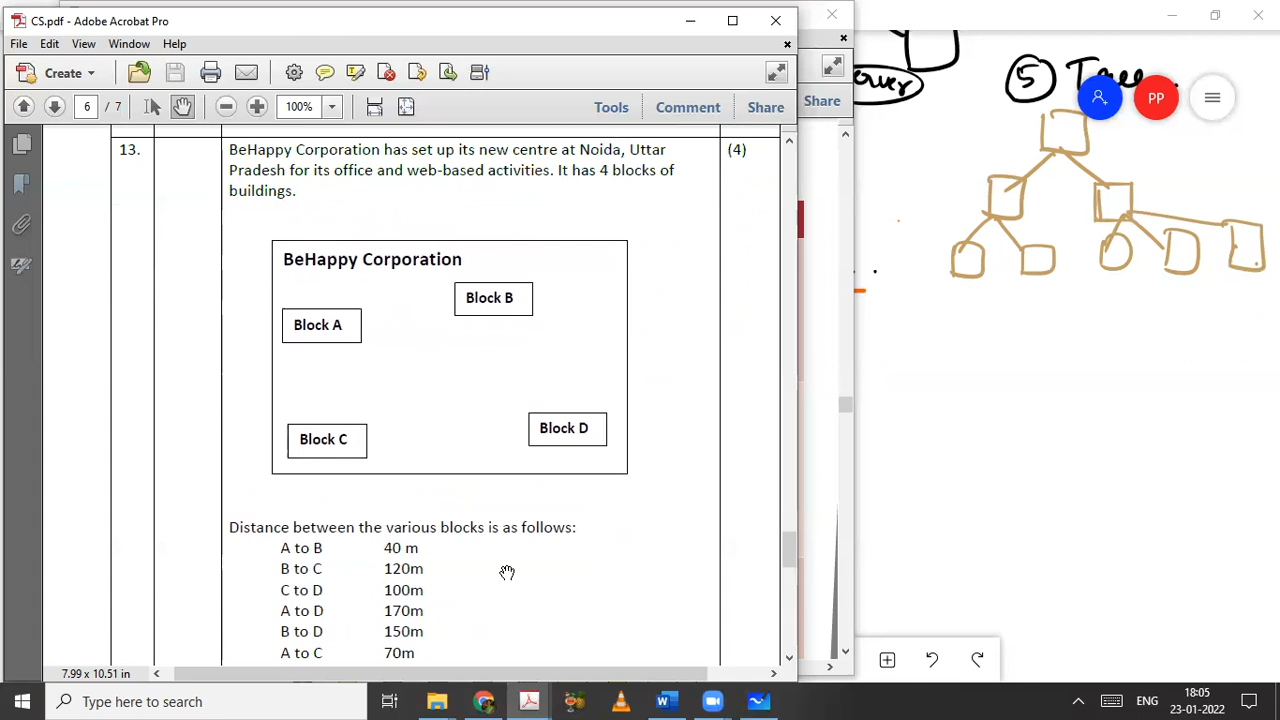 CS.pdf - Adobe Acrobat Pro
File Edit View Window Help
Create
6 / 7
100%
Tools
Comment
Share
Share
13.
BeHappy Corporation has set up its new centre at Noida, Uttar
Pradesh for its office and web-based activities. It has 4 blocks of
buildings.
(4)
BeHappy Corporation
Block B
Block A
Block D
Block C
Distance between the various blocks is as follows:
A to B 40 m
B to C 120m
C to D 100m
A to D 170m
B to D 150m
A to C 70m
7.99 x 10.51 in
5
PP
Type here to search
ENG
18:05
23-01-2022